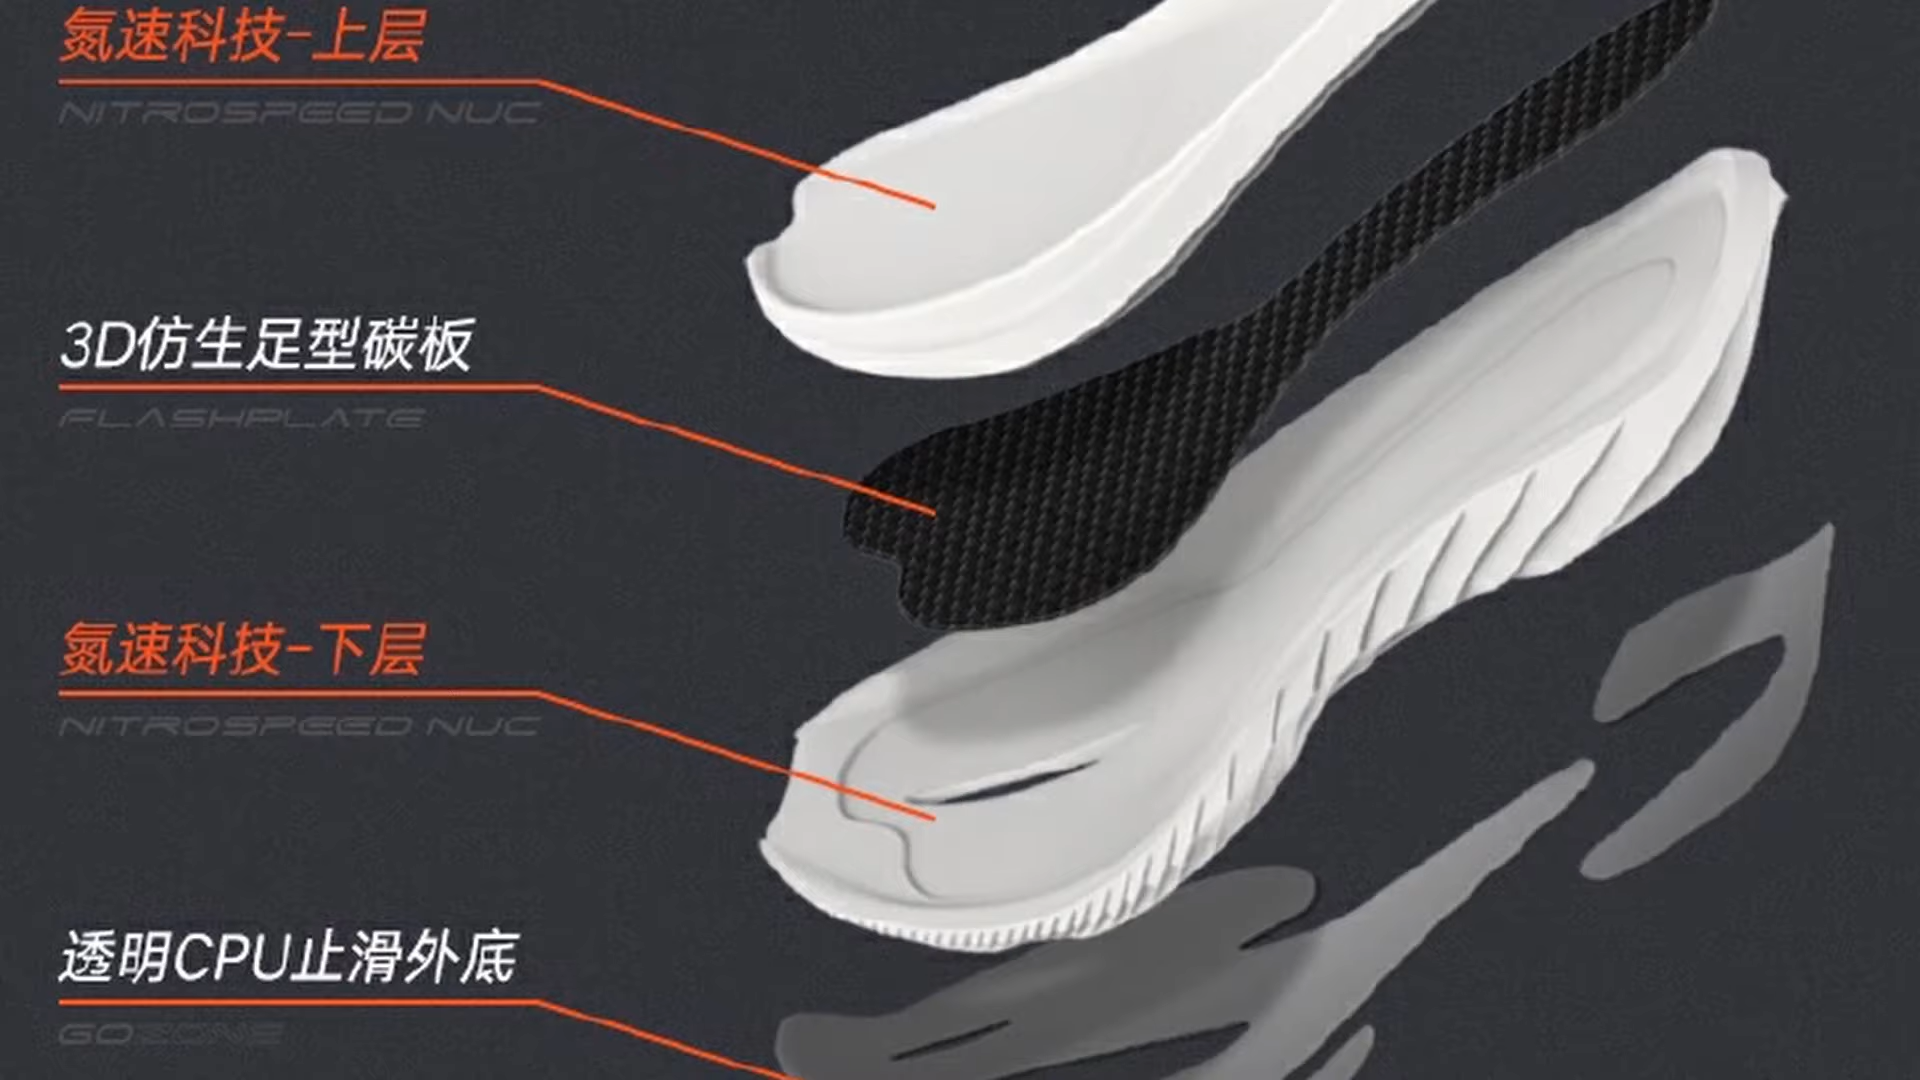 氮速科技-上层
NITROSPEED NUC
3D仿生足型碳板
FLASHPLATE
氮速科技-下层
NITROSPEED NUC
透明CPU止滑外底
GOZONE